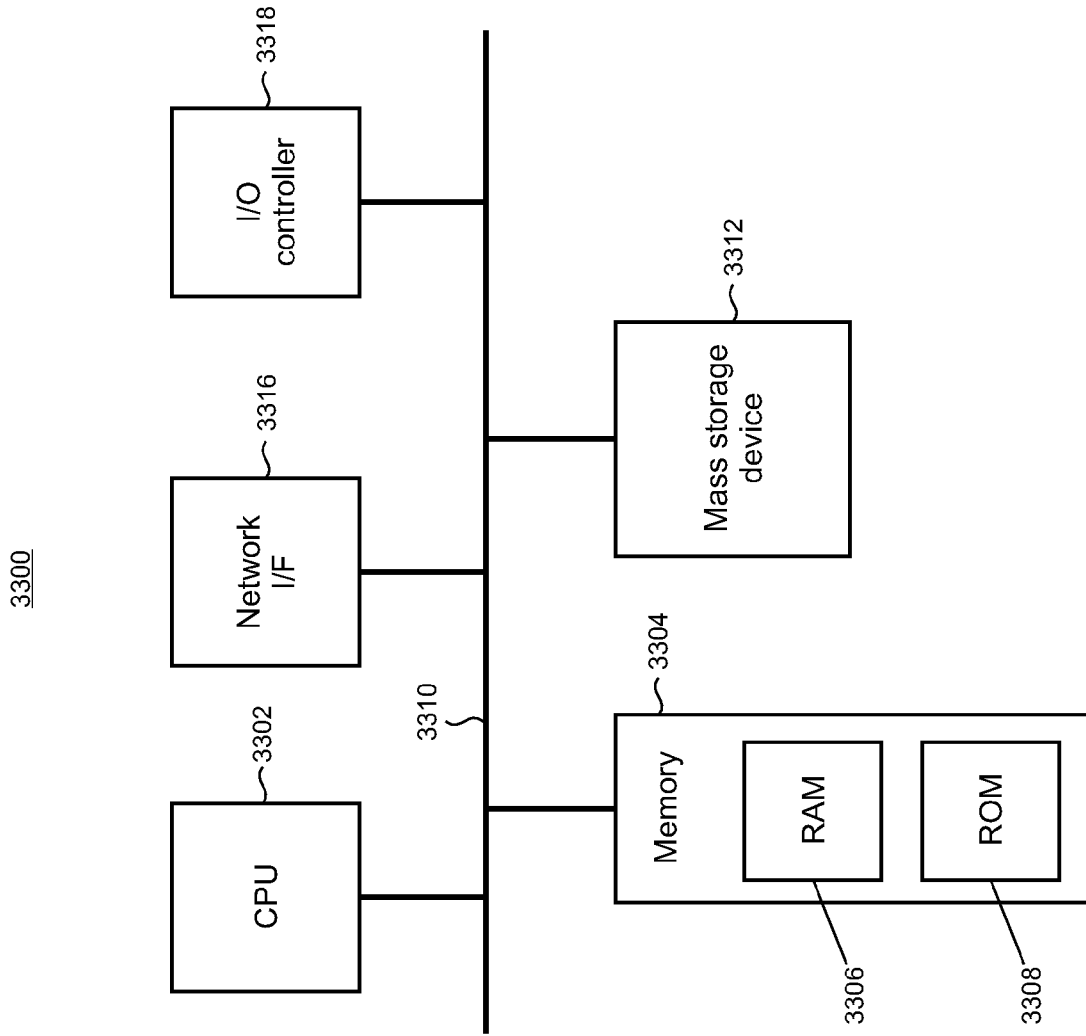 3300
CPU
3302
Network
I/F
3316
I/O
controller
3318
3310
Memory
3304
RAM
3306
ROM
3308
Mass storage
device
3312